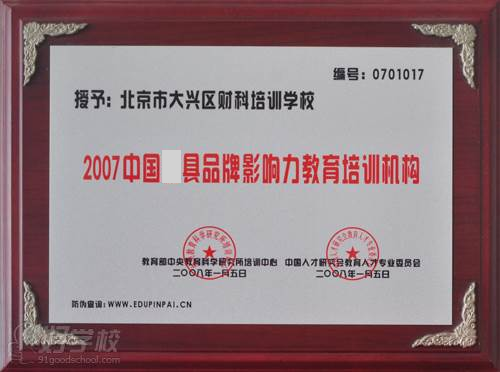 编号：0701017
授予：北京市大兴区财科培训学校
2007中国 具品牌影响力教育培训机构
教育部中央教育科学研究所培训中心 中国人才研究会教育人才专业委员会
二〇〇八年一月五日 二〇〇八年一月五日
防伪查询：WWW.EDUPINPAI.CN
好学校
91goodschool.com